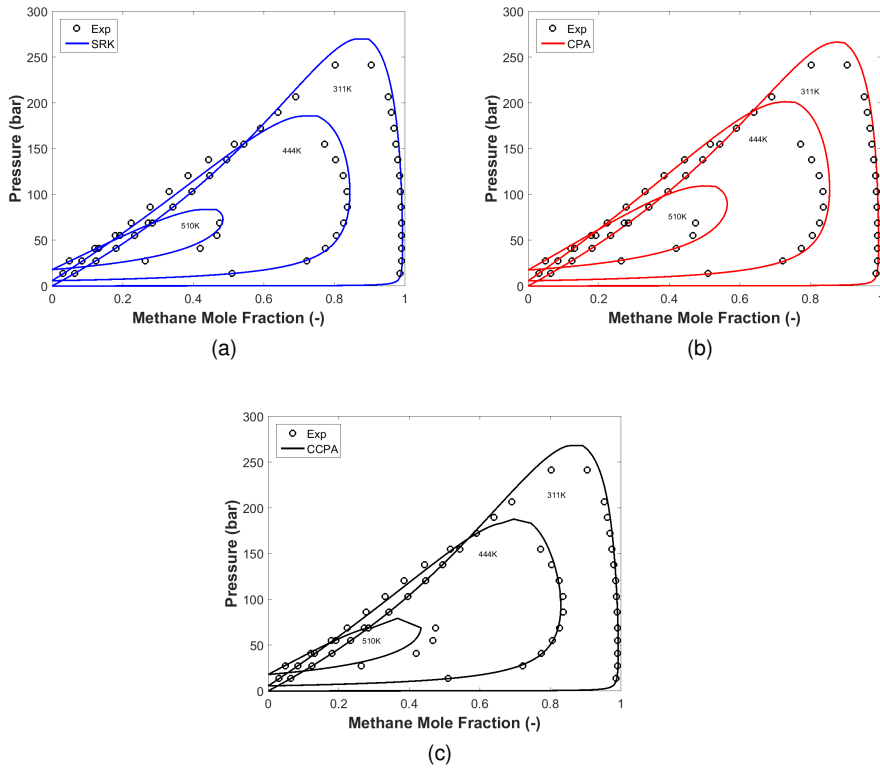 300
250
200
150
100
50
0
Pressure (bar)
Exp
SRK
311K
444K
510K
0 0.2 0.4 0.6 0.8 1
Methane Mole Fraction (-)
(a)
300
250
200
150
100
50
0
Pressure (bar)
Exp
CPA
311K
444K
510K
0 0.2 0.4 0.6 0.8 1
Methane Mole Fraction (-)
(b)
300
250
200
150
100
50
0
Pressure (bar)
Exp
CCPA
311K
444K
510K
0 0.2 0.4 0.6 0.8 1
Methane Mole Fraction (-)
(c)